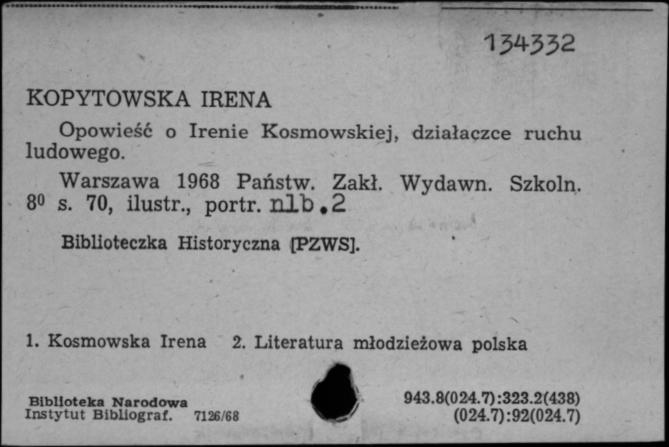 134332
KOPYTOWSKA IRENA
Opowieść o Irenie Kosmowskiej, działaczce ruchu
ludowego.
Warszawa 1968 Państw. Zakł. Wydawn. Szkoln.
8⁰ s. 70, ilustr., portr. nlb.2
Biblioteczka Historyczna [PZWS].
1. Kosmowska Irena 2. Literatura młodzieżowa polska
Biblioteka Narodowa
Instytut Bibliograf. 7126/68
943.8(024.7):323.2(438)
(024.7):92(024.7)